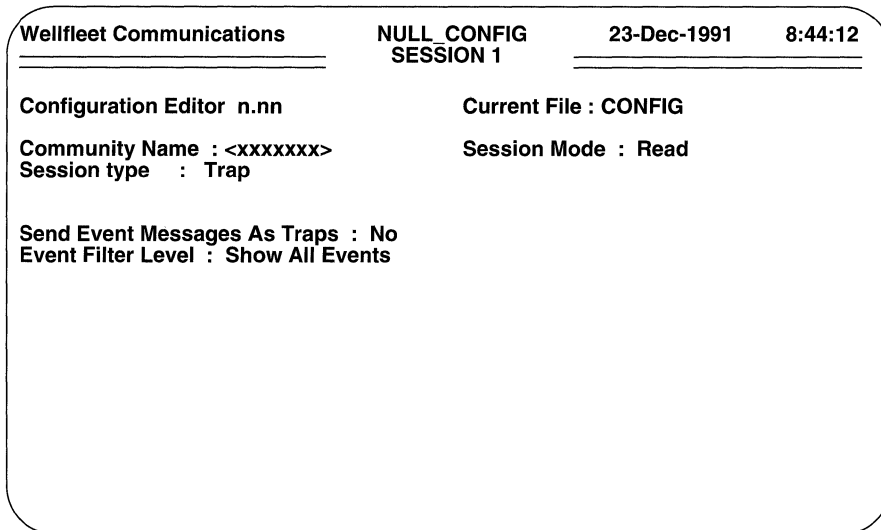 Wellfleet Communications NULL_CONFIG 23-Dec-1991 8:44:12
SESSION 1
Configuration Editor n.nn Current File : CONFIG
Community Name : <xxxxxxx> Session Mode : Read
Session type : Trap
Send Event Messages As Traps : No
Event Filter Level : Show All Events